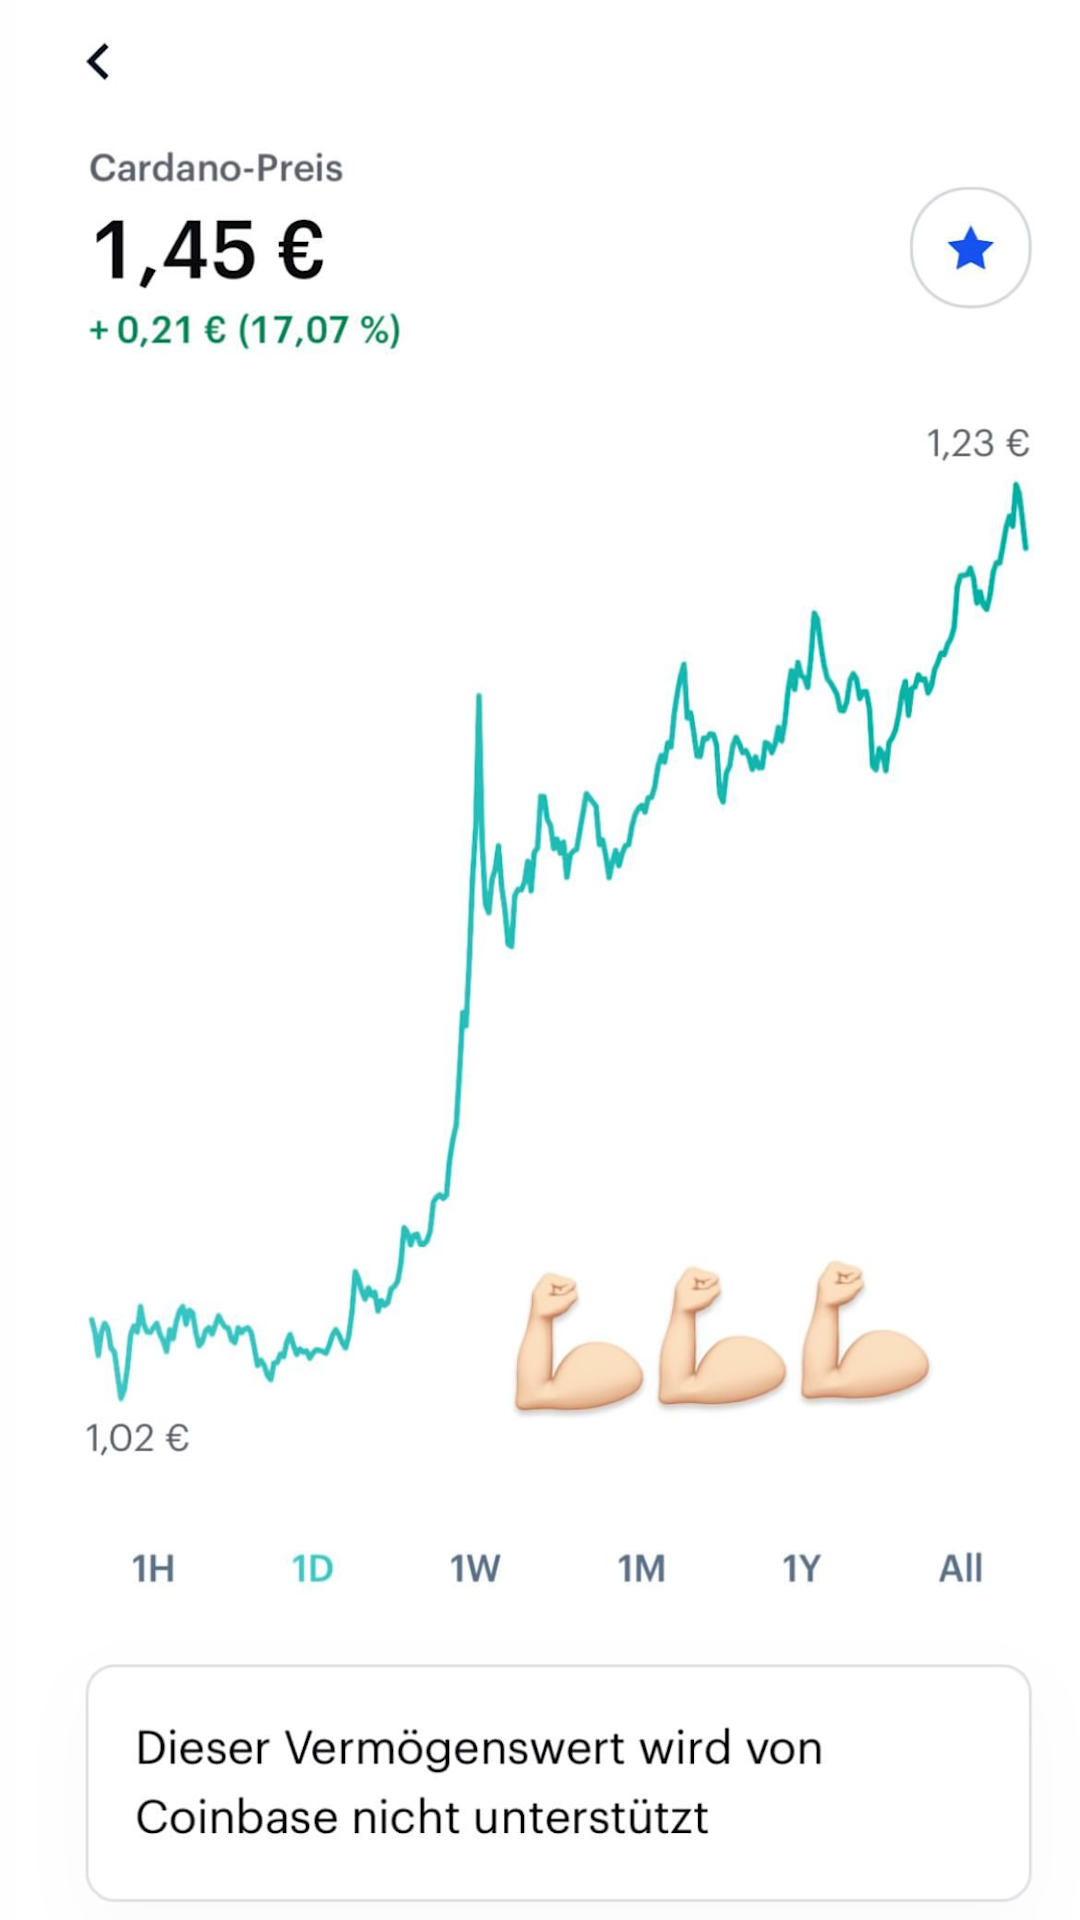 Cardano-Preis
1,45 €
+ 0,21 € (17,07 %)
1,23 €
1,02 €
1H 1D 1W 1M 1Y All
Dieser Vermögenswert wird von
Coinbase nicht unterstützt